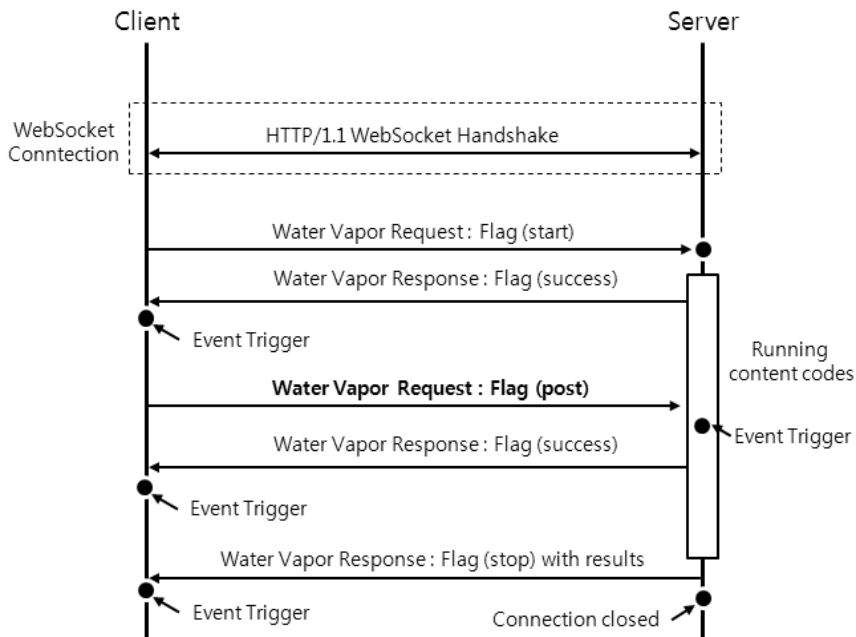 Client
Server
WebSocket
Conntection
HTTP/1.1 WebSocket Handshake
Water Vapor Request : Flag (start)
Water Vapor Response : Flag (success)
Event Trigger
Running
content codes
Water Vapor Request : Flag (post)
Event Trigger
Water Vapor Response : Flag (success)
Event Trigger
Water Vapor Response : Flag (stop) with results
Event Trigger
Connection closed